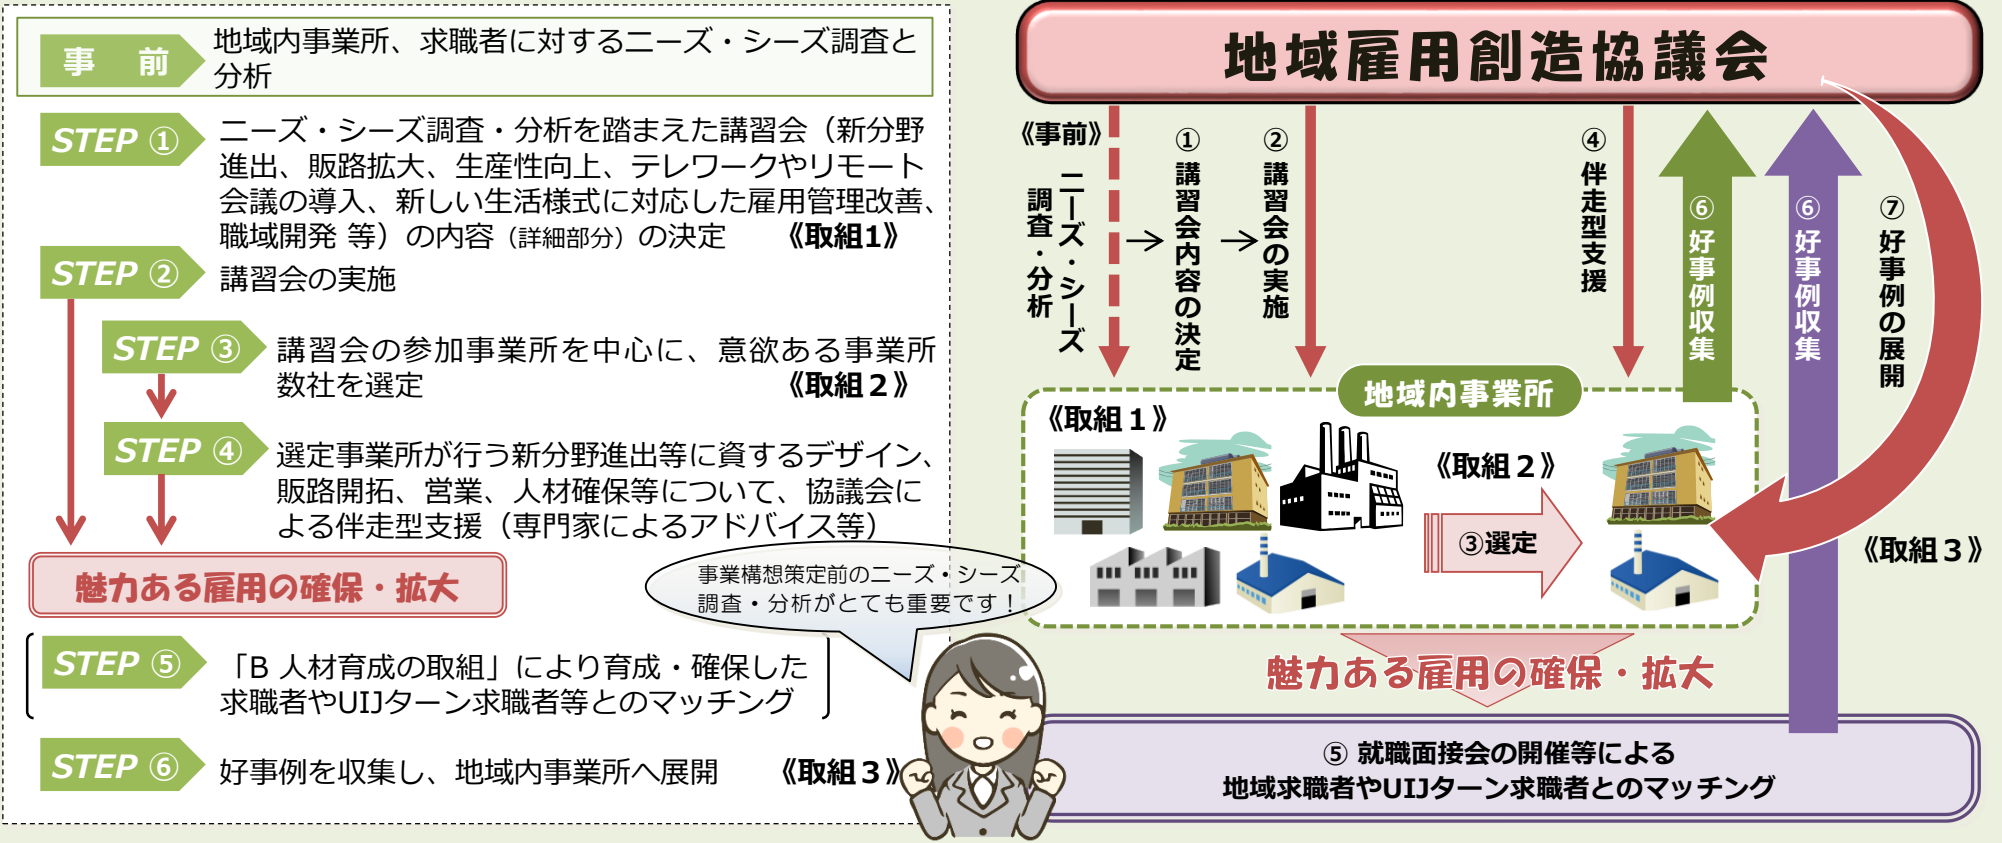 事 前
地域内事業所、求職者に対するニーズ・シーズ調査と
分析
STEP ①
ニーズ・シーズ調査・分析を踏まえた講習会（新分野
進出、販路拡大、生産性向上、テレワークやリモート
会議の導入、新しい生活様式に対応した雇用管理改善、
職域開発 等）の内容（詳細部分）の決定 《取組1》
STEP ②
講習会の実施
STEP ③
講習会の参加事業所を中心に、意欲ある事業所
数社を選定 《取組２》
STEP ④
選定事業所が行う新分野進出等に資するデザイン、
販路開拓、営業、人材確保等について、協議会に
よる伴走型支援（専門家によるアドバイス等）
魅力ある雇用の確保・拡大
事業構想策定前のニーズ・シーズ
調査・分析がとても重要です！
STEP ⑤
「B 人材育成の取組」により育成・確保した
求職者やUIJターン求職者等とのマッチング
STEP ⑥
好事例を収集し、地域内事業所へ展開 《取組３》
地域雇用創造協議会
《事前》
ニーズ・シーズ
調査・分析
①講習会内容の決定
②講習会の実施
④伴走型支援
⑥好事例収集
⑥好事例収集
⑦好事例の展開
地域内事業所
《取組１》
《取組２》
③選定
《取組３》
魅力ある雇用の確保・拡大
⑤ 就職面接会の開催等による
地域求職者やUIJターン求職者とのマッチング